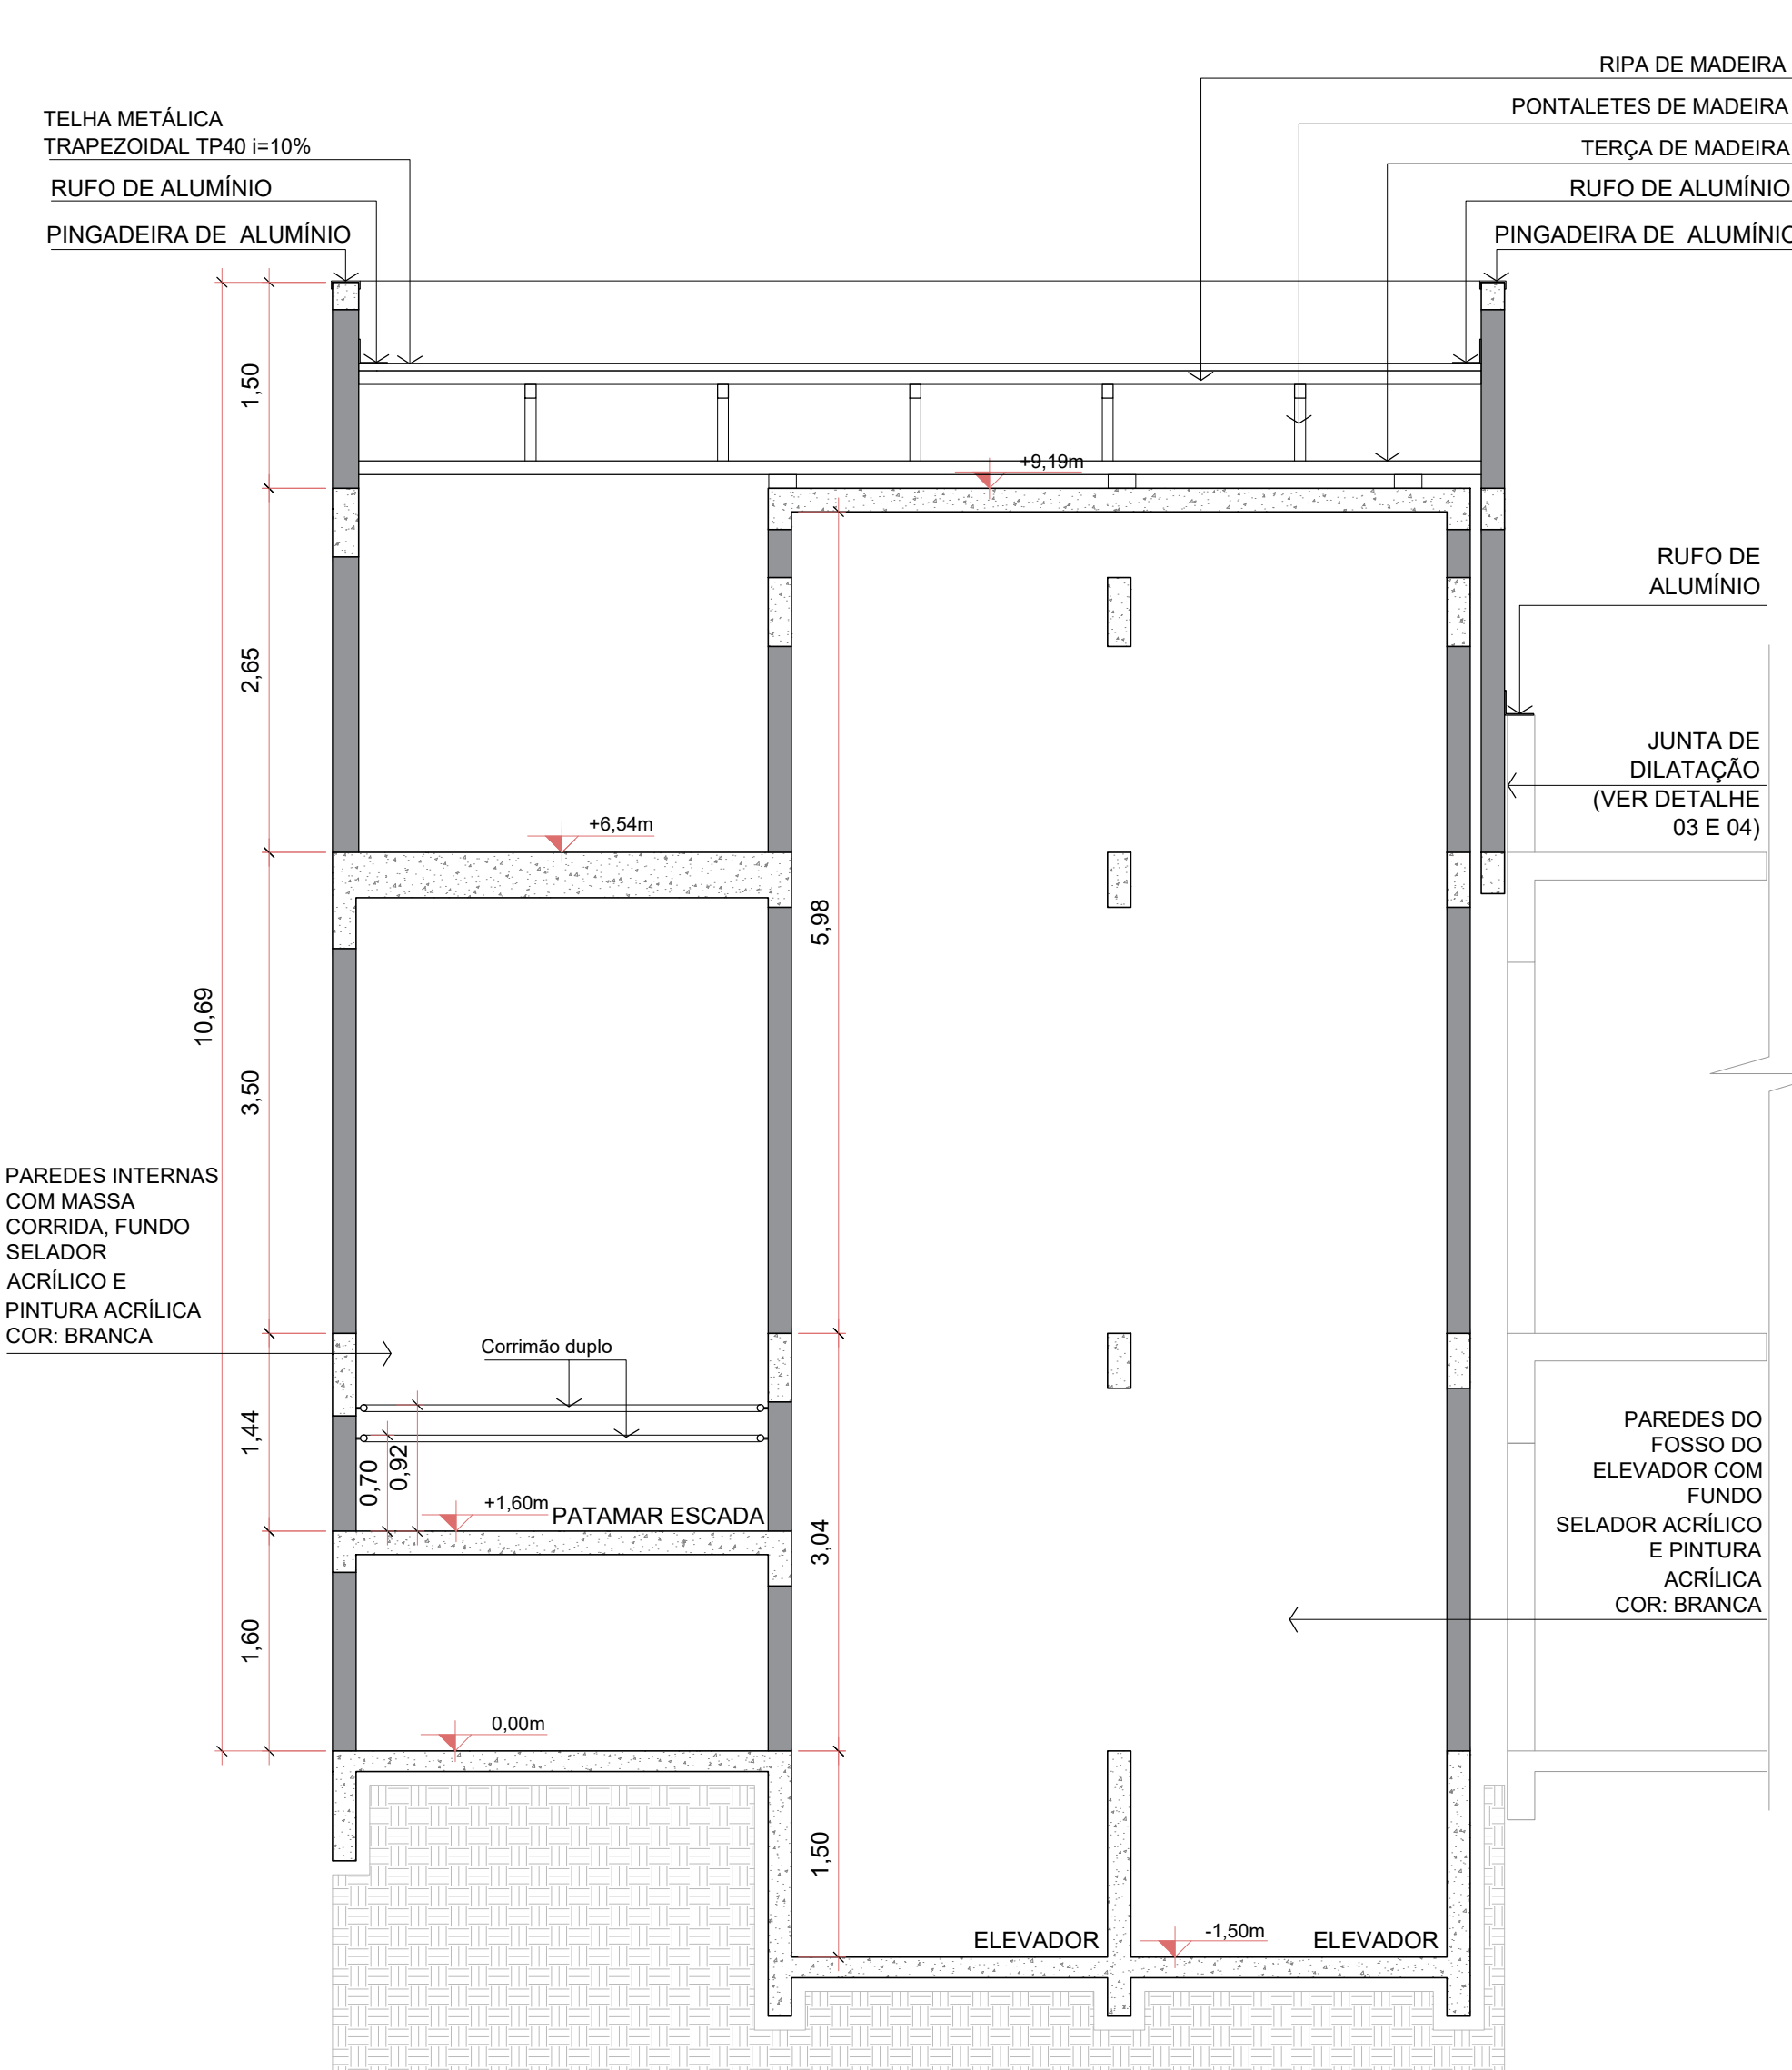 RIPA DE MADEIRA
PONTALETES DE MADEIRA
TERÇA DE MADEIRA
RUFO DE ALUMÍNIO
PINGADEIRA DE ALUMÍNIO
TELHA METÁLICA
TRAPEZOIDAL TP40 i=10%
RUFO DE ALUMÍNIO
PINGADEIRA DE ALUMÍNIO
1,50
+9,19m
RUFO DE
ALUMÍNIO
2,65
JUNTA DE
DILATAÇÃO
(VER DETALHE
03 E 04)
+6,54m
5,98
10,69
3,50
PAREDES INTERNAS
COM MASSA
CORRIDA, FUNDO
SELADOR
ACRÍLICO E
PINTURA ACRÍLICA
COR: BRANCA
Corrimão duplo
1,44
0,70
0,92
+1,60m
PATAMAR ESCADA
3,04
PAREDES DO
FOSSO DO
ELEVADOR COM
FUNDO
SELADOR ACRÍLICO
E PINTURA
ACRÍLICA
COR: BRANCA
1,60
0,00m
1,50
ELEVADOR
-1,50m
ELEVADOR